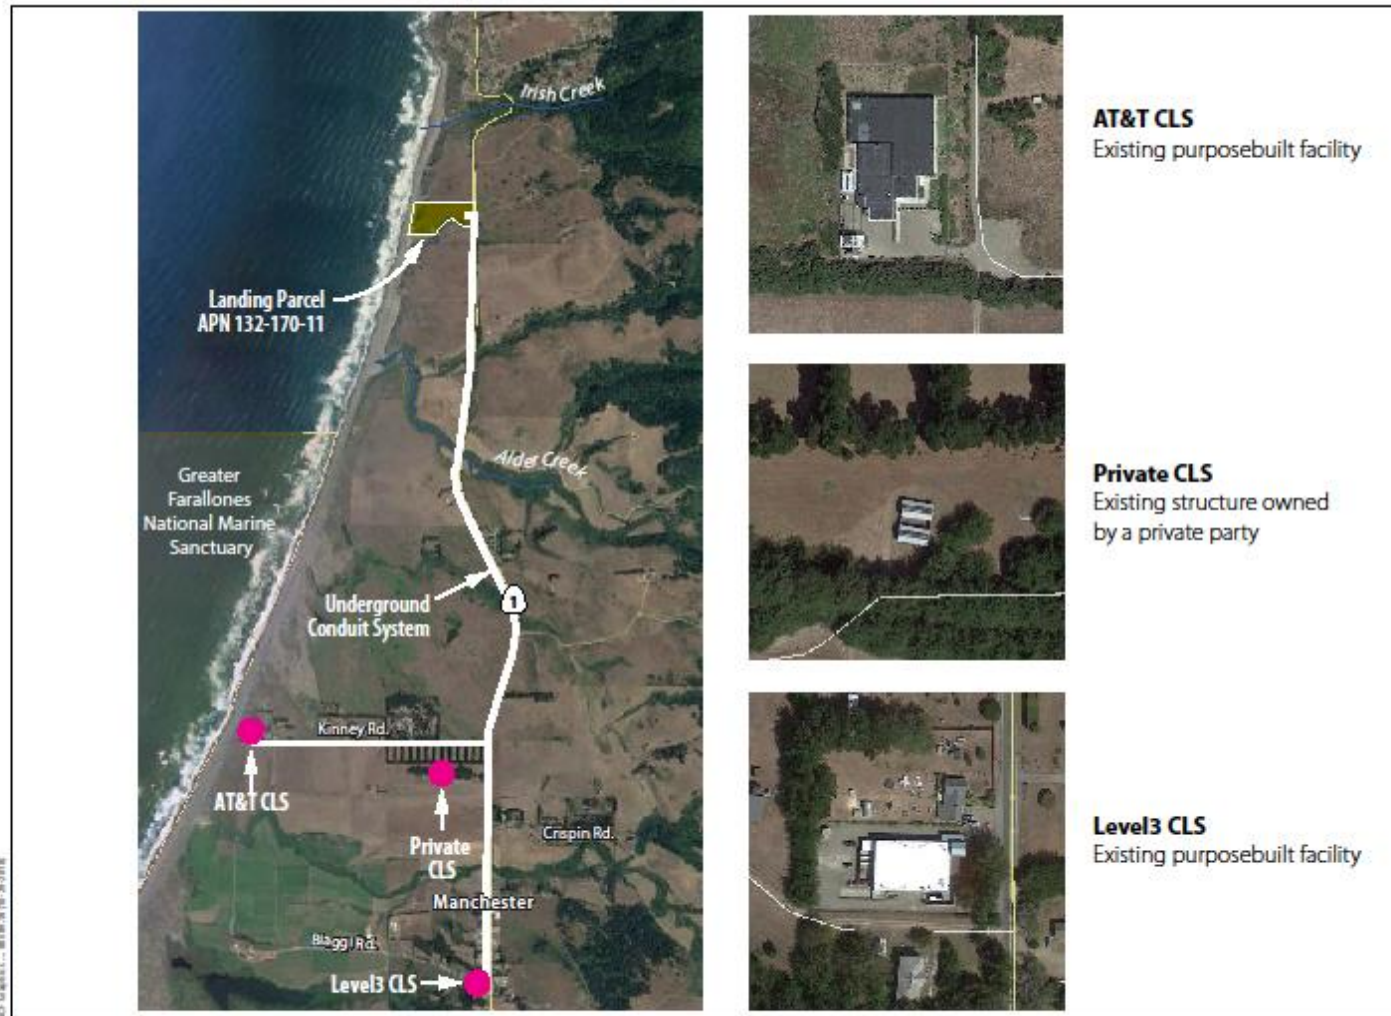 Irish Creek
Landing Parcel
APN 132-170-11
Greater
Farallones
National Marine
Sanctuary
Alder Creek
Underground
Conduit System
1
Kinney Rd.
AT&T CLS
Private
CLS
Crispin Rd.
Manchester
Biaggi Rd.
Level3 CLS
AT&T CLS
Existing purposebuilt facility
Private CLS
Existing structure owned
by a private party
Level3 CLS
Existing purposebuilt facility